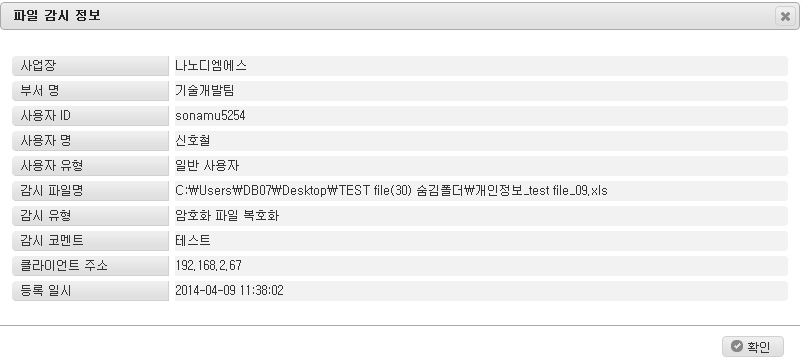 파일 감시 정보
사업장 나노디엠에스
부서 명 기술개발팀
사용자 ID sonamu5254
사용자 명 신호철
사용자 유형 일반 사용자
감시 파일명 C:₩Users₩DB07₩Desktop₩TEST file(30) 숨김폴더₩개인정보_test file_09.xls
감시 유형 암호화 파일 복호화
감시 코멘트 테스트
클라이언트 주소 192.168.2.67
등록 일시 2014-04-09 11:38:02
확인